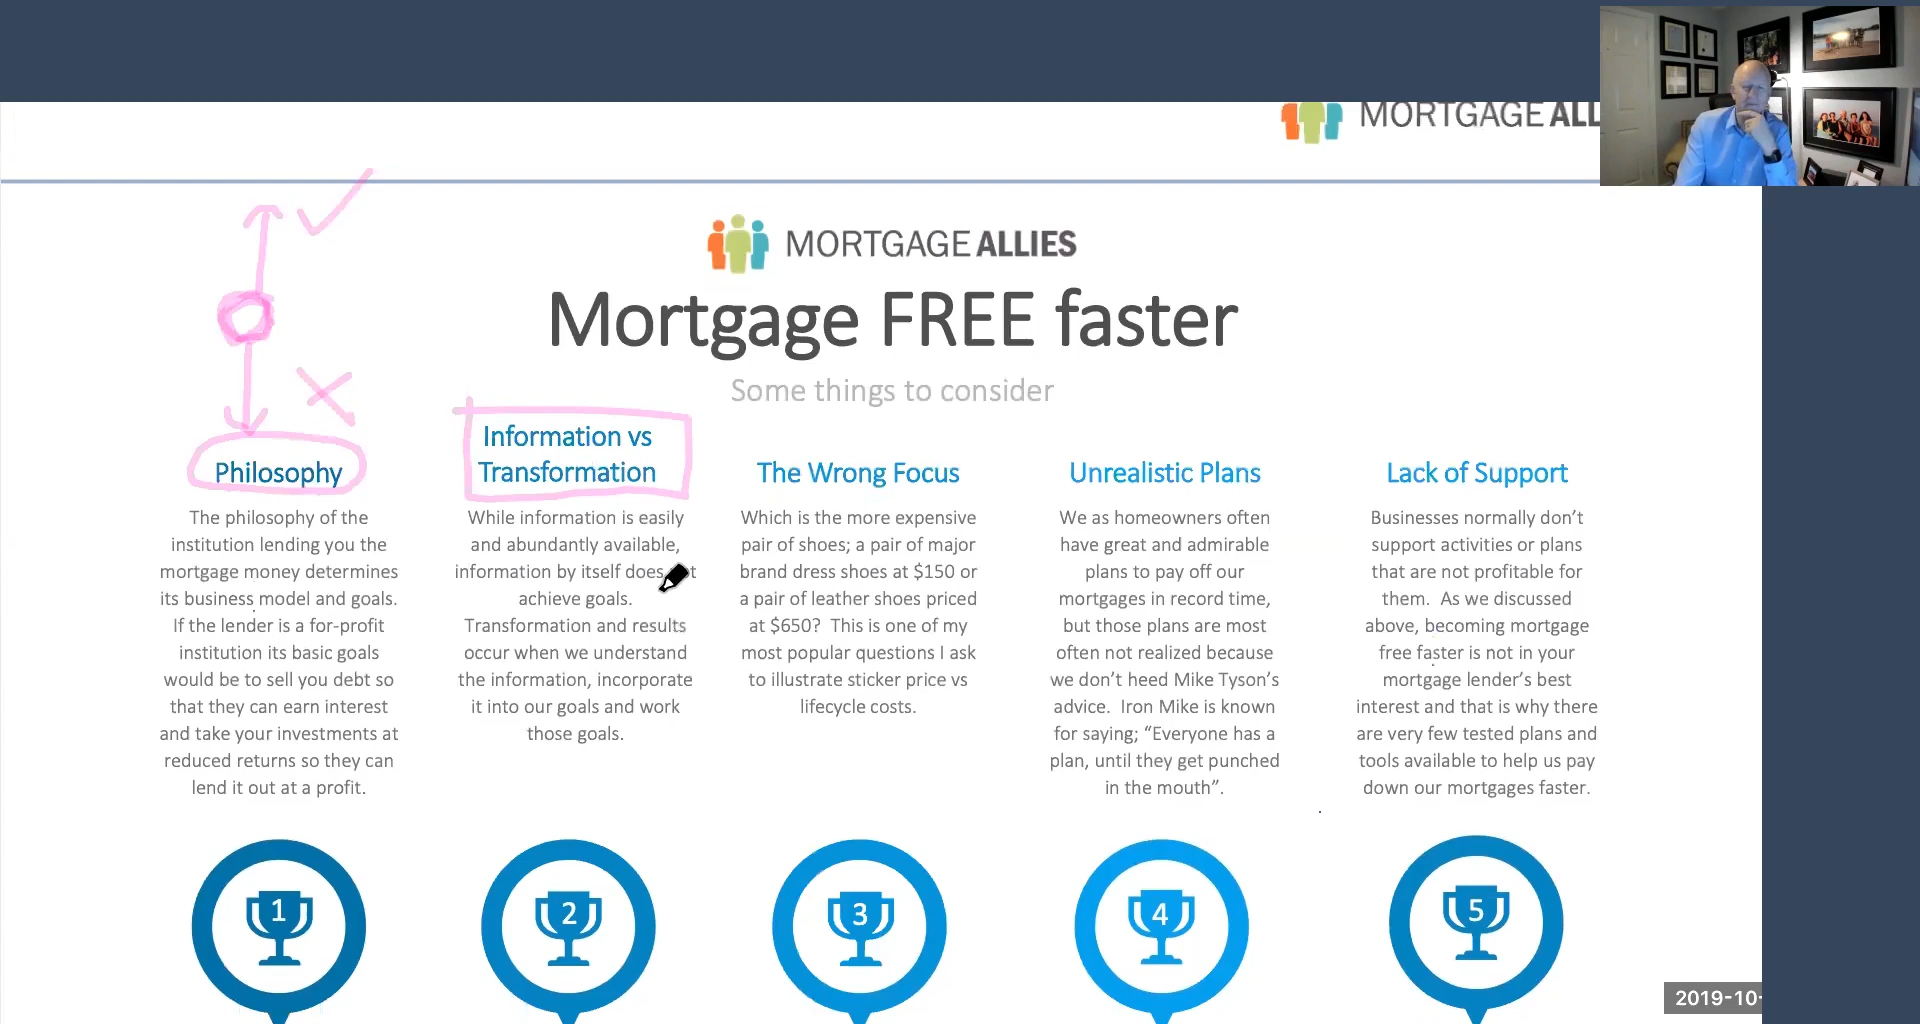 MORTGAGE ALL
MORTGAGE ALLIES
Mortgage FREE faster
Some things to consider
Philosophy
The philosophy of the
institution lending you the
mortgage money determines
its business model and goals.
If the lender is a for-profit
institution its basic goals
would be to sell you debt so
that they can earn interest
and take your investments at
reduced returns so they can
lend it out at a profit.
Information vs
Transformation
While information is easily
and abundantly available,
information by itself does
achieve goals.
Transformation and results
occur when we understand
the information, incorporate
it into our goals and work
those goals.
The Wrong Focus
Which is the more expensive
pair of shoes; a pair of major
brand dress shoes at $150 or
a pair of leather shoes priced
at $650?  This is one of my
most popular questions I ask
to illustrate sticker price vs
lifecycle costs.
Unrealistic Plans
We as homeowners often
have great and admirable
plans to pay off our
mortgages in record time,
but those plans are most
often not realized because
we don’t heed Mike Tyson’s
advice.  Iron Mike is known
for saying; “Everyone has a
plan, until they get punched
in the mouth”.
Lack of Support
Businesses normally don’t
support activities or plans
that are not profitable for
them.  As we discussed
above, becoming mortgage
free faster is not in your
mortgage lender’s best
interest and that is why there
are very few tested plans and
tools available to help us pay
down our mortgages faster.
1
2
3
4
5
2019-10-